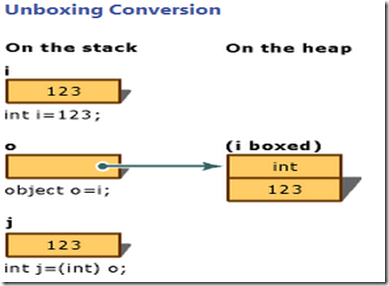 Unboxing Conversion
On the stack
On the heap
i
123
int i=123;
o
(i boxed)
int
object o=i;
123
j
123
int j=(int) o;